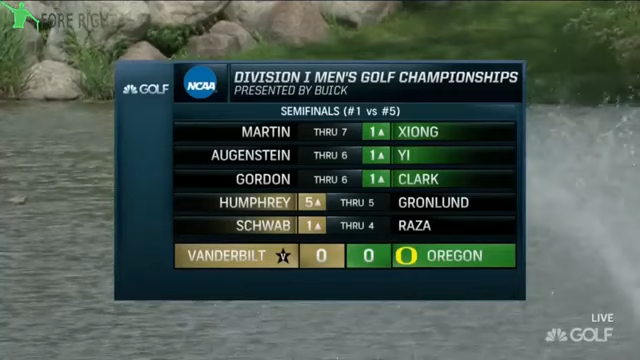 FORE RIGHT
GOLF
NCAA
DIVISION I MEN'S GOLF CHAMPIONSHIPS
PRESENTED BY BUICK
SEMIFINALS (#1 vs #5)
MARTIN THRU 7 1▲ XIONG
AUGENSTEIN THRU 6 1▲ YI
GORDON THRU 6 1▲ CLARK
HUMPHREY 5▲ THRU 5 GRONLUND
SCHWAB 1▲ THRU 4 RAZA
VANDERBILT V 0 0 O OREGON
LIVE
GOLF